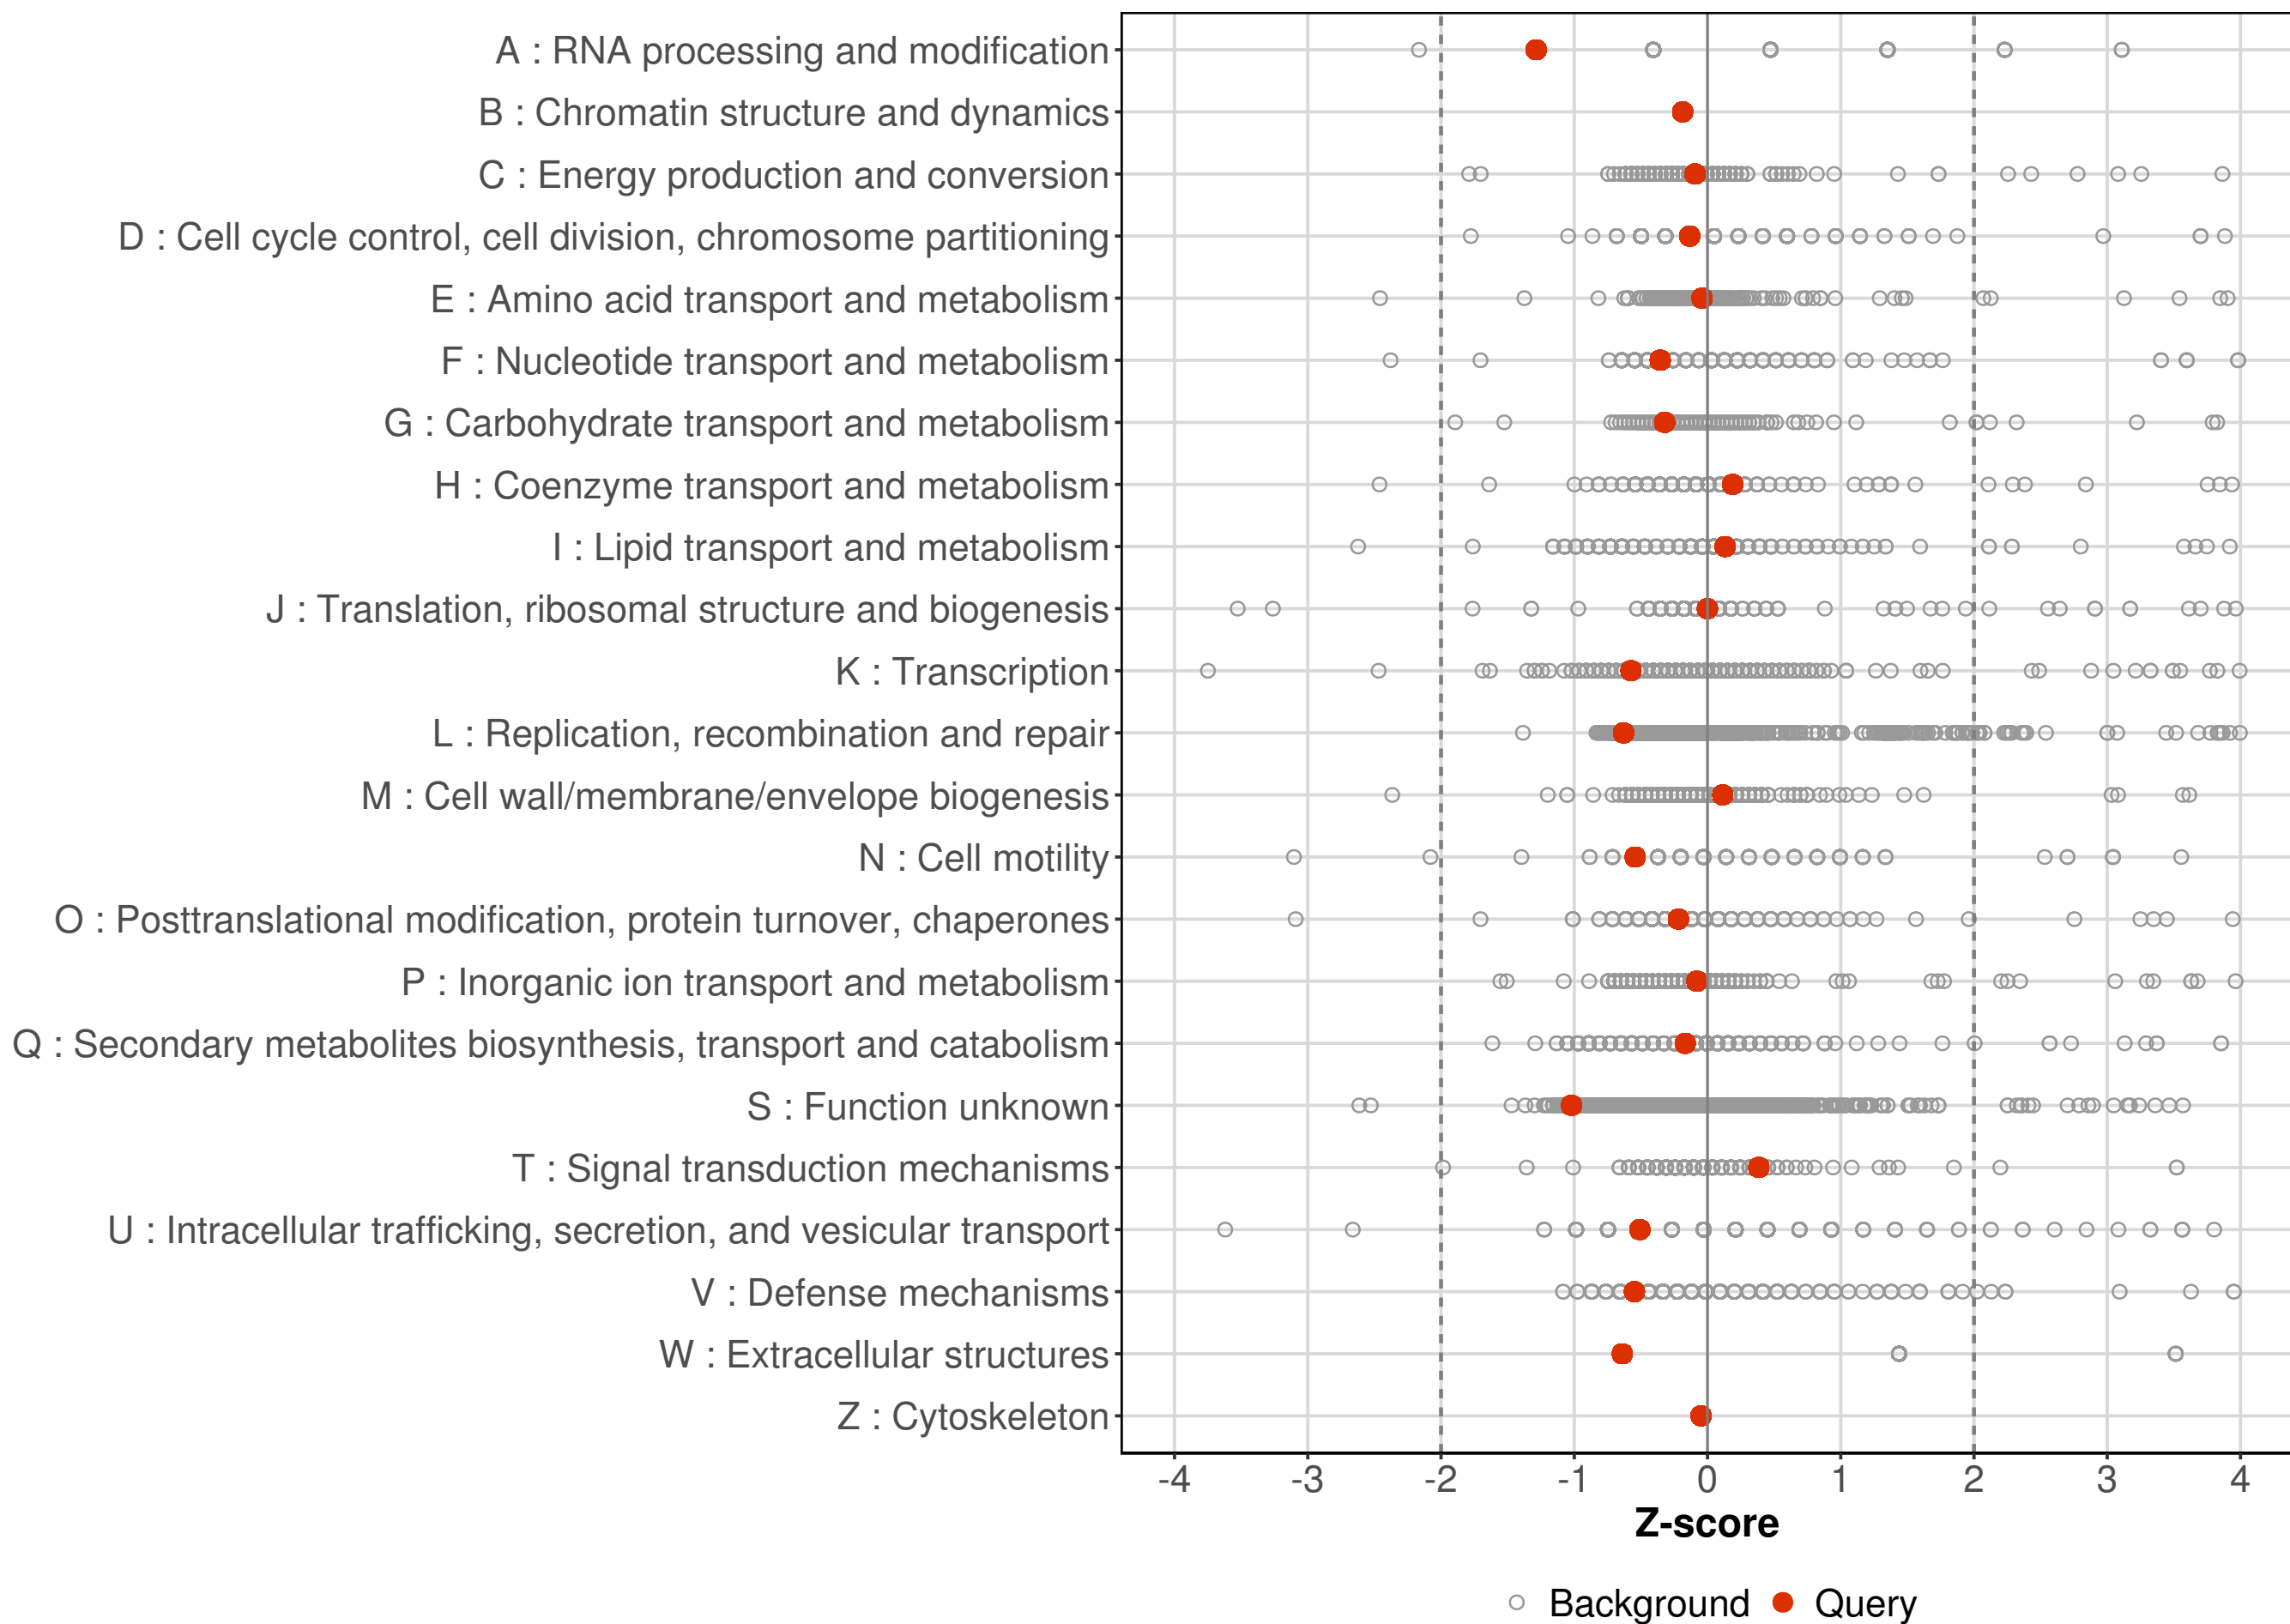 A : RNA processing and modification
B : Chromatin structure and dynamics
C : Energy production and conversion
D : Cell cycle control, cell division, chromosome partitioning
E : Amino acid transport and metabolism
F : Nucleotide transport and metabolism
G : Carbohydrate transport and metabolism
H : Coenzyme transport and metabolism
I : Lipid transport and metabolism
J : Translation, ribosomal structure and biogenesis
K : Transcription
L : Replication, recombination and repair
M : Cell wall/membrane/envelope biogenesis
N : Cell motility
O : Posttranslational modification, protein turnover, chaperones
P : Inorganic ion transport and metabolism
Q : Secondary metabolites biosynthesis, transport and catabolism
S : Function unknown
T : Signal transduction mechanisms
U : Intracellular trafficking, secretion, and vesicular transport
V : Defense mechanisms
W : Extracellular structures
Z : Cytoskeleton
-4 -3 -2 -1 0 1 2 3 4
Z-score
Background Query